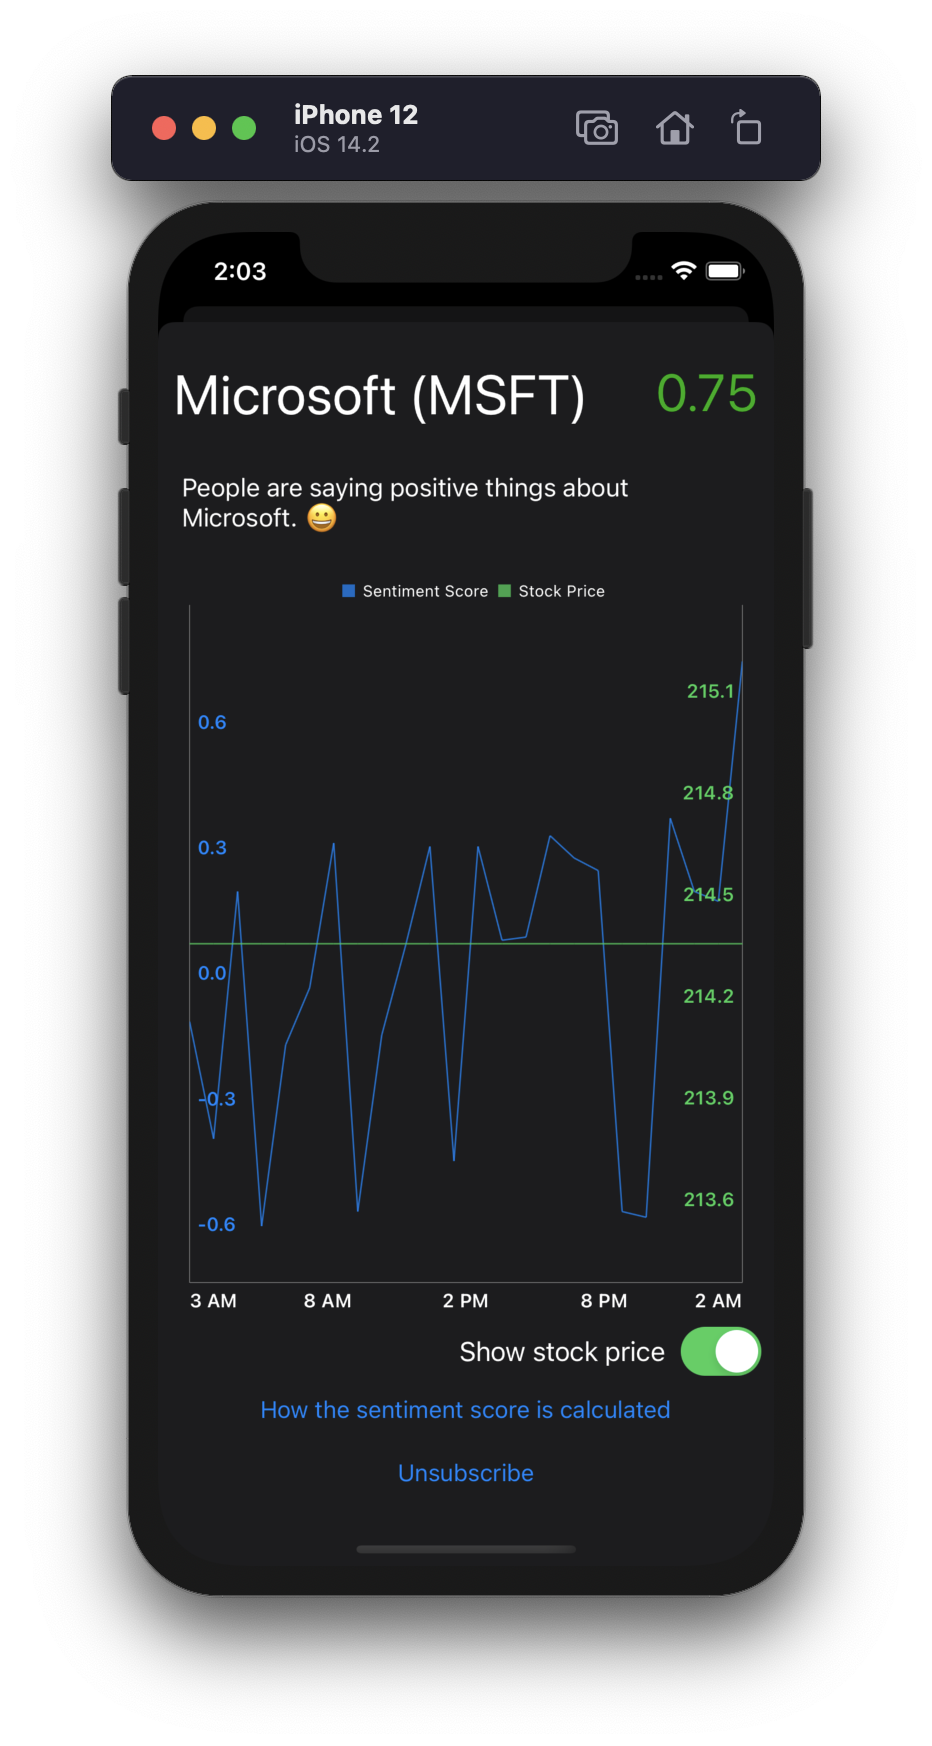 iPhone 12
iOS 14.2
2:03
Microsoft (MSFT) 0.75
People are saying positive things about
Microsoft. 😀
Sentiment Score Stock Price
215.1
0.6
214.8
0.3
214.5
0.0
214.2
-0.3
213.9
213.6
-0.6
3 AM 8 AM 2 PM 8 PM 2 AM
Show stock price
How the sentiment score is calculated
Unsubscribe